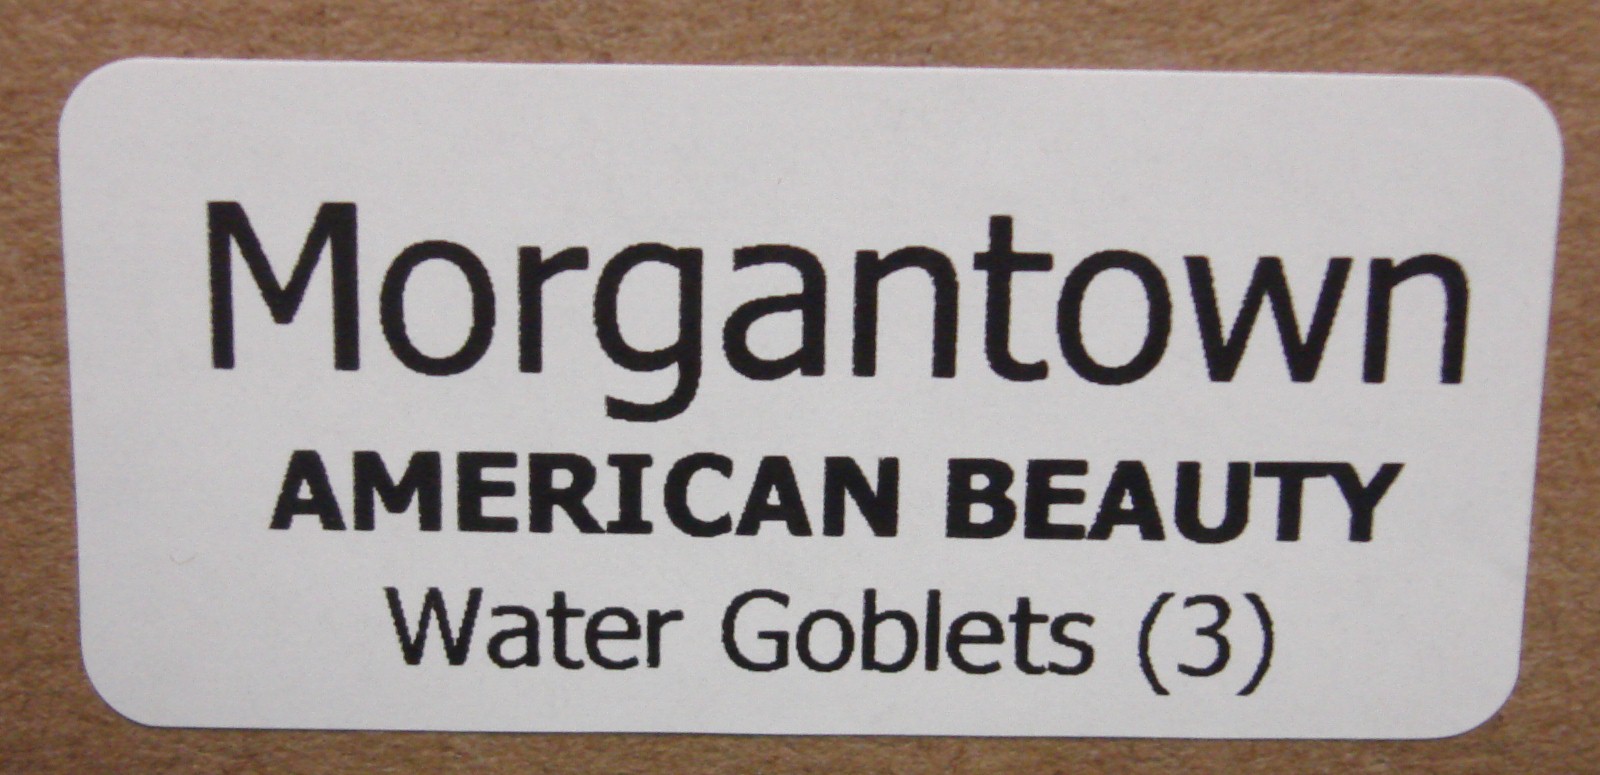 Morgantown
AMERICAN BEAUTY
Water Goblets (3)